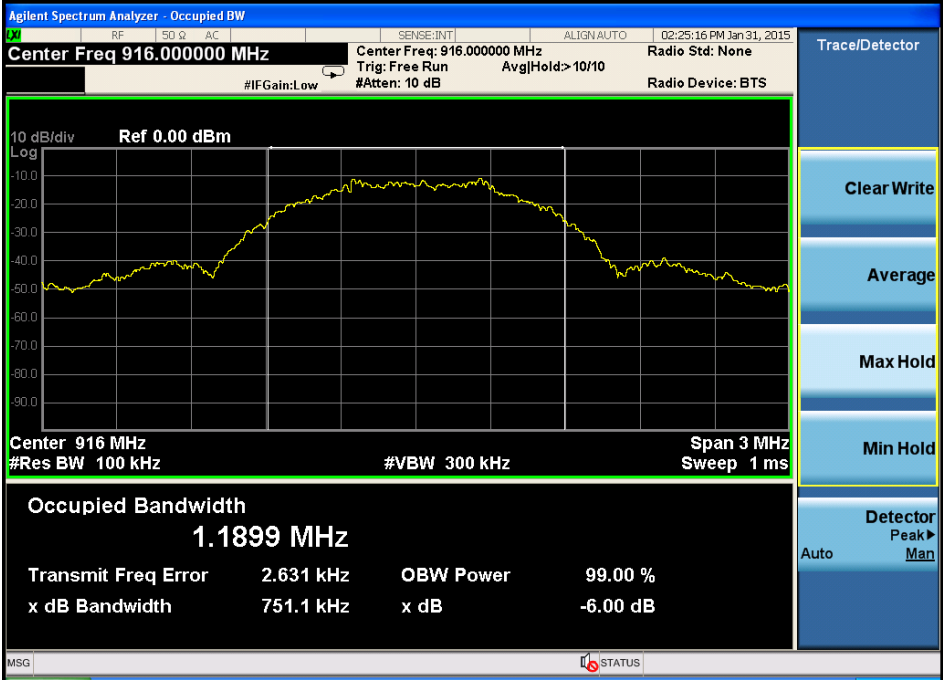 Agilent Spectrum Analyzer - Occupied BW
LXI RF 50 Ω AC SENSE:INT ALIGN AUTO 02:25:16 PM Jan 31, 2015
Center Freq 916.000000 MHz
Center Freq: 916.000000 MHz
Radio Std: None
Trig: Free Run Avg|Hold:>10/10
#IFGain:Low #Atten: 10 dB Radio Device: BTS
10 dB/div Ref 0.00 dBm
Log
-10.0
-20.0
-30.0
-40.0
-50.0
-60.0
-70.0
-80.0
-90.0
Center 916 MHz Span 3 MHz
#Res BW 100 kHz #VBW 300 kHz Sweep 1 ms
Occupied Bandwidth
1.1899 MHz
Transmit Freq Error 2.631 kHz OBW Power 99.00 %
x dB Bandwidth 751.1 kHz x dB -6.00 dB
Trace/Detector
Clear Write
Average
Max Hold
Min Hold
Detector
Peak▶
Auto Man
MSG STATUS